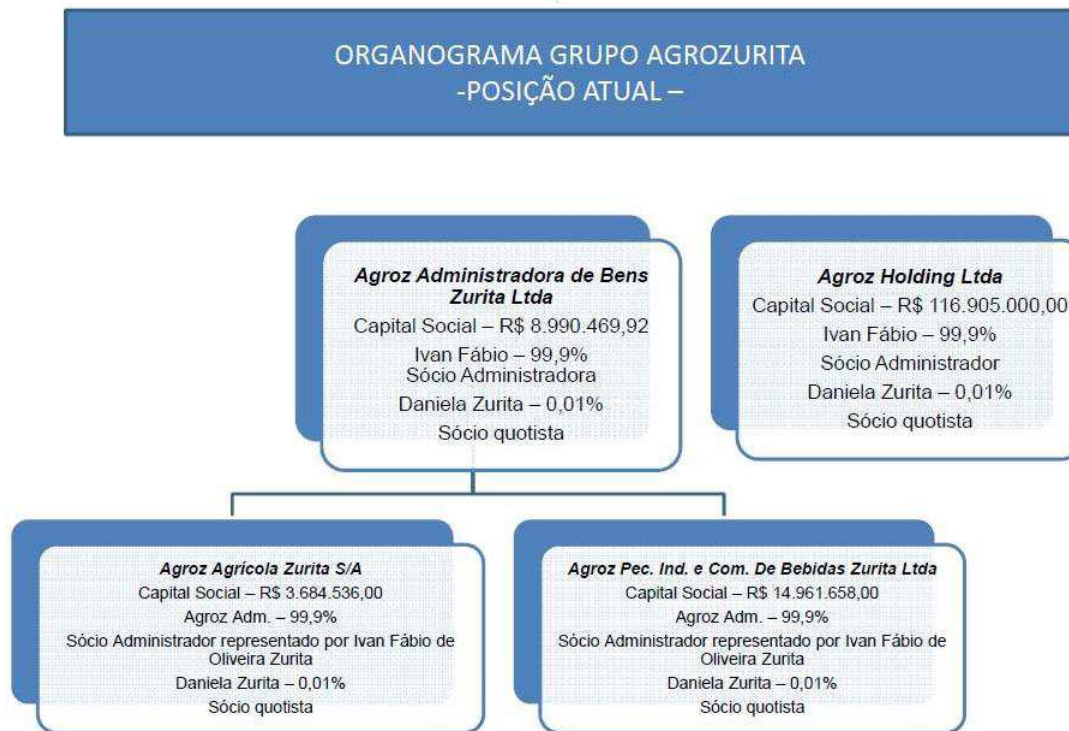 ORGANOGRAMA GRUPO AGROZURITA
-POSIÇÃO ATUAL –
Agroz Administradora de Bens
Zurita Ltda
Capital Social – R$ 8.990.469,92
Ivan Fábio – 99,9%
Sócio Administradora
Daniela Zurita – 0,01%
Sócio quotista
Agroz Holding Ltda
Capital Social – R$ 116.905.000,00
Ivan Fábio – 99,9%
Sócio Administrador
Daniela Zurita – 0,01%
Sócio quotista
Agroz Agrícola Zurita S/A
Capital Social – R$ 3.684.536,00
Agroz Adm. – 99,9%
Sócio Administrador representado por Ivan Fábio de
Oliveira Zurita
Daniela Zurita – 0,01%
Sócio quotista
Agroz Pec. Ind. e Com. De Bebidas Zurita Ltda
Capital Social – R$ 14.961.658,00
Agroz Adm. – 99,9%
Sócio Administrador representado por Ivan Fábio de
Oliveira Zurita
Daniela Zurita – 0,01%
Sócio quotista